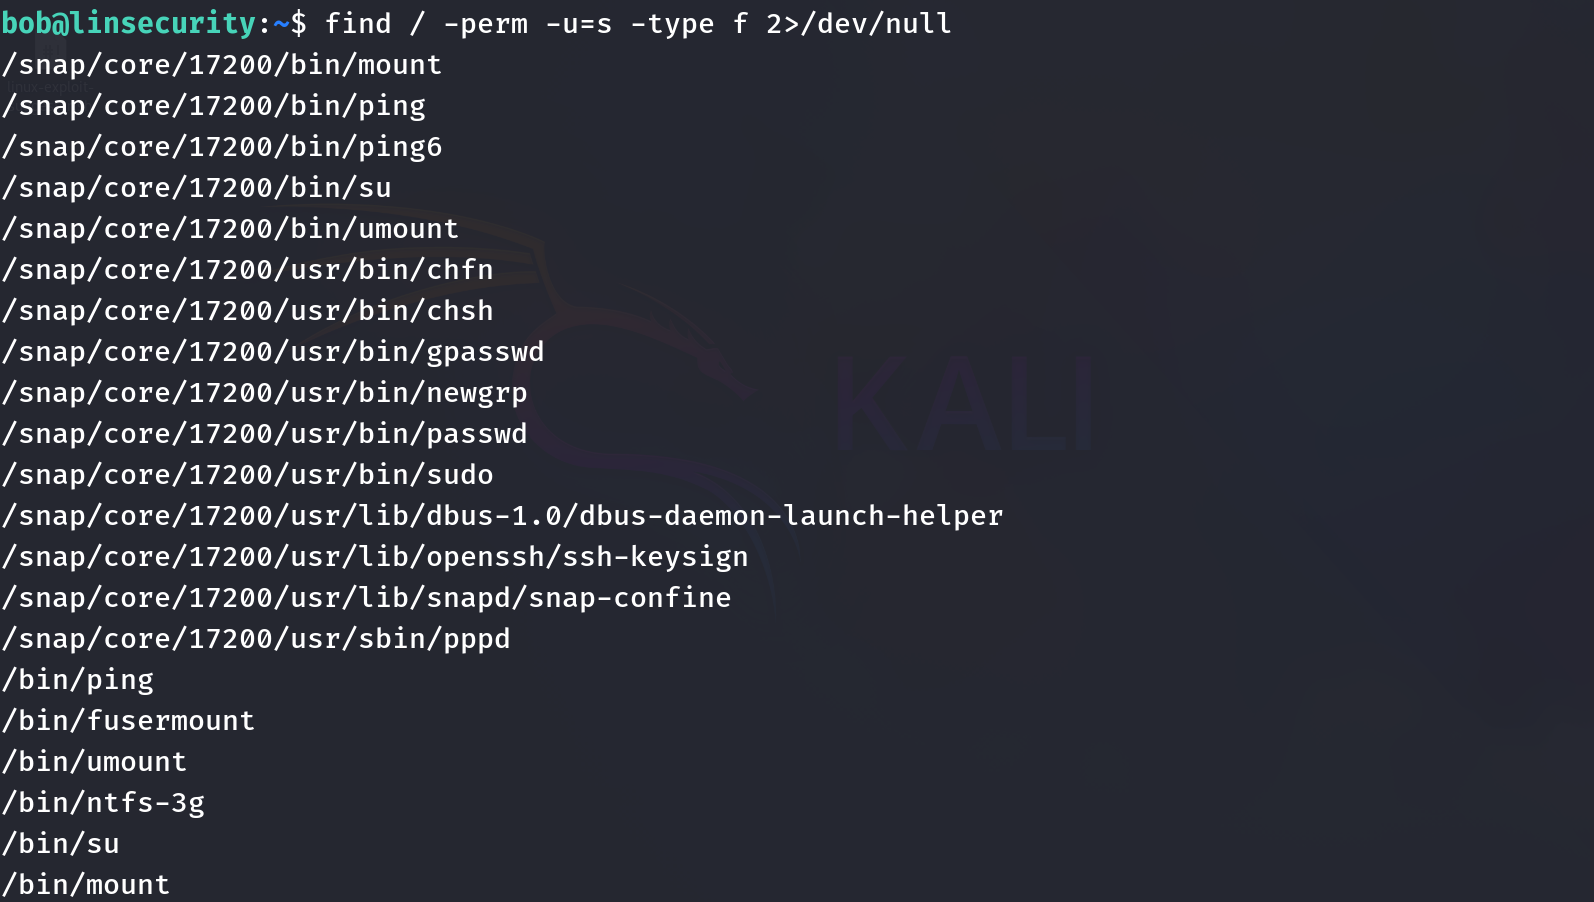 bob@linsecurity:~$ find / -perm -u=s -type f 2>/dev/null
/snap/core/17200/bin/mount
/snap/core/17200/bin/ping
/snap/core/17200/bin/ping6
/snap/core/17200/bin/su
/snap/core/17200/bin/umount
/snap/core/17200/usr/bin/chfn
/snap/core/17200/usr/bin/chsh
/snap/core/17200/usr/bin/gpasswd
/snap/core/17200/usr/bin/newgrp
/snap/core/17200/usr/bin/passwd
/snap/core/17200/usr/bin/sudo
/snap/core/17200/usr/lib/dbus-1.0/dbus-daemon-launch-helper
/snap/core/17200/usr/lib/openssh/ssh-keysign
/snap/core/17200/usr/lib/snapd/snap-confine
/snap/core/17200/usr/sbin/pppd
/bin/ping
/bin/fusermount
/bin/umount
/bin/ntfs-3g
/bin/su
/bin/mount
KALI